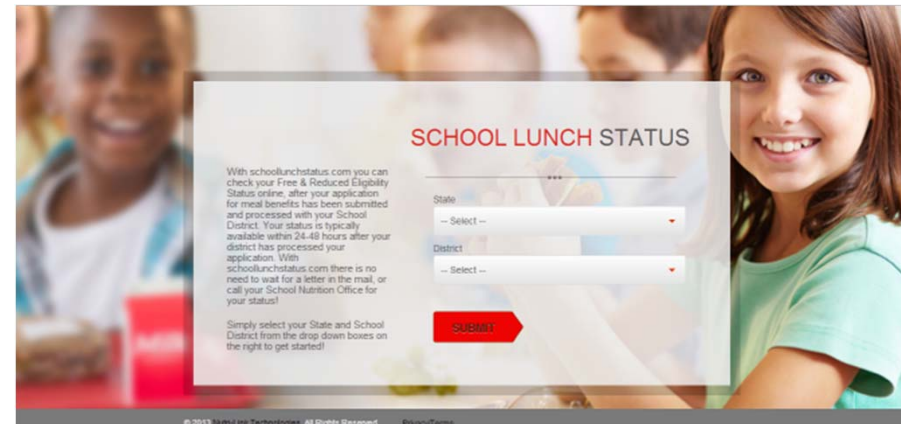 SCHOOL LUNCH STATUS
With schoollunchstatus.com you can
check your Free & Reduced Eligibility
Status online, after your application
for meal benefits has been submitted
and processed with your School
District. Your status is typically
available within 24-48 hours after your
district has processed your
application. With
schoollunchstatus.com there is no
need to wait for a letter in the mail, or
call your School Nutrition Office for
your status!
Simply select your State and School
District from the drop down boxes on
the right to get started!
State
-- Select --
District
-- Select --
SUBMIT
© 2013 Nutri-Link Technologies. All Rights Reserved. Privacy/Terms